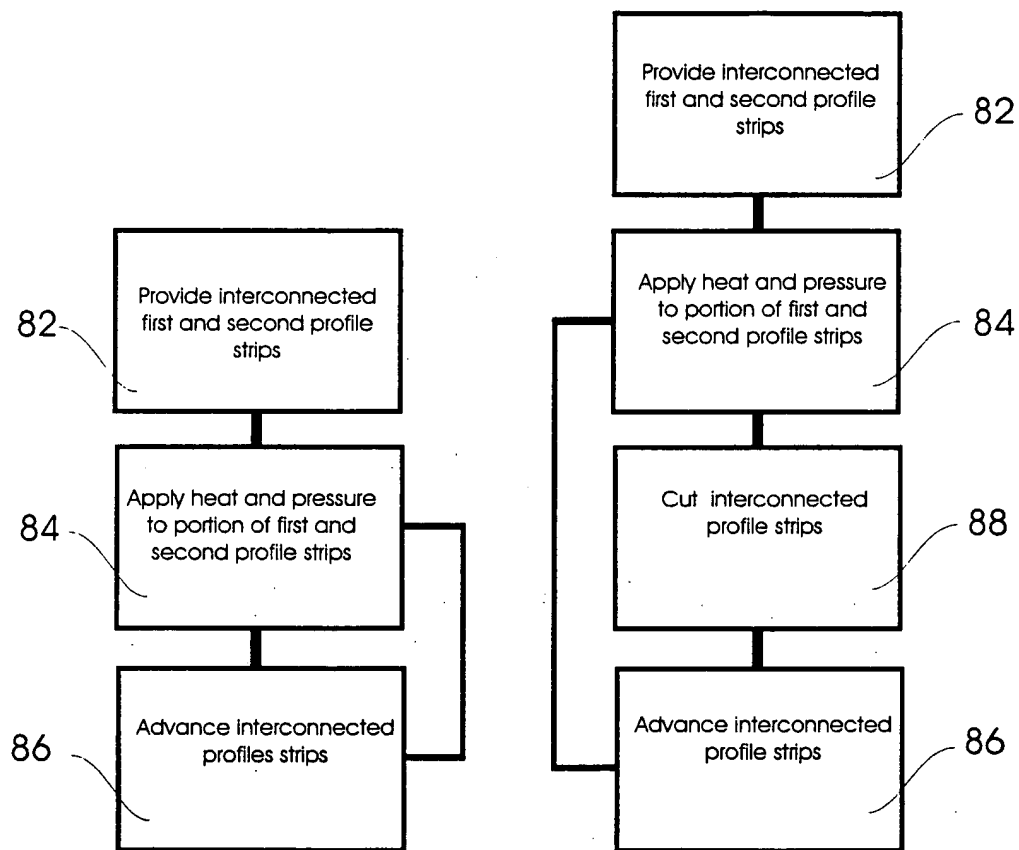 Provide interconnected
first and second profile
strips
82
Apply heat and pressure
to portion of first and
second profile strips
84
Advance interconnected
profiles strips
86
Provide interconnected
first and second profile
strips
82
Apply heat and pressure
to portion of first and
second profile strips
84
Cut interconnected
profile strips
88
Advance interconnected
profile strips
86